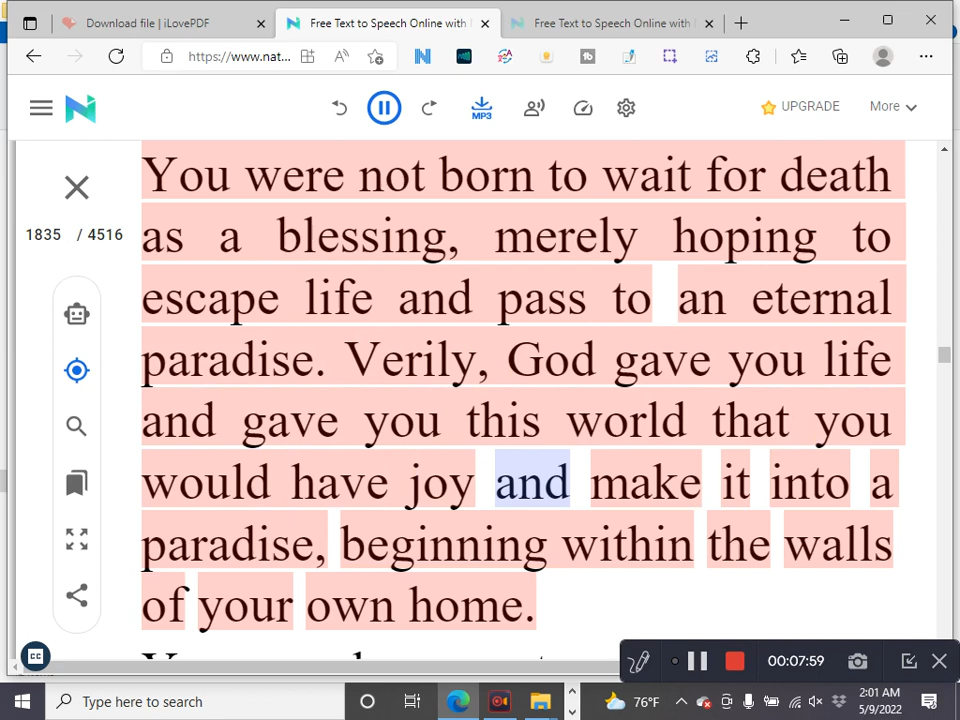 Download file | iLovePDF
Free Text to Speech Online with
Free Text to Speech Online with
https://www.nat...
MP3
UPGRADE
More
You were not born to wait for death
as a blessing, merely hoping to
escape life and pass to an eternal
paradise. Verily, God gave you life
and gave you this world that you
would have joy and make it into a
paradise, beginning within the walls
of your own home.
1835 / 4516
CC
00:07:59
Type here to search
76°F
2:01 AM
5/9/2022